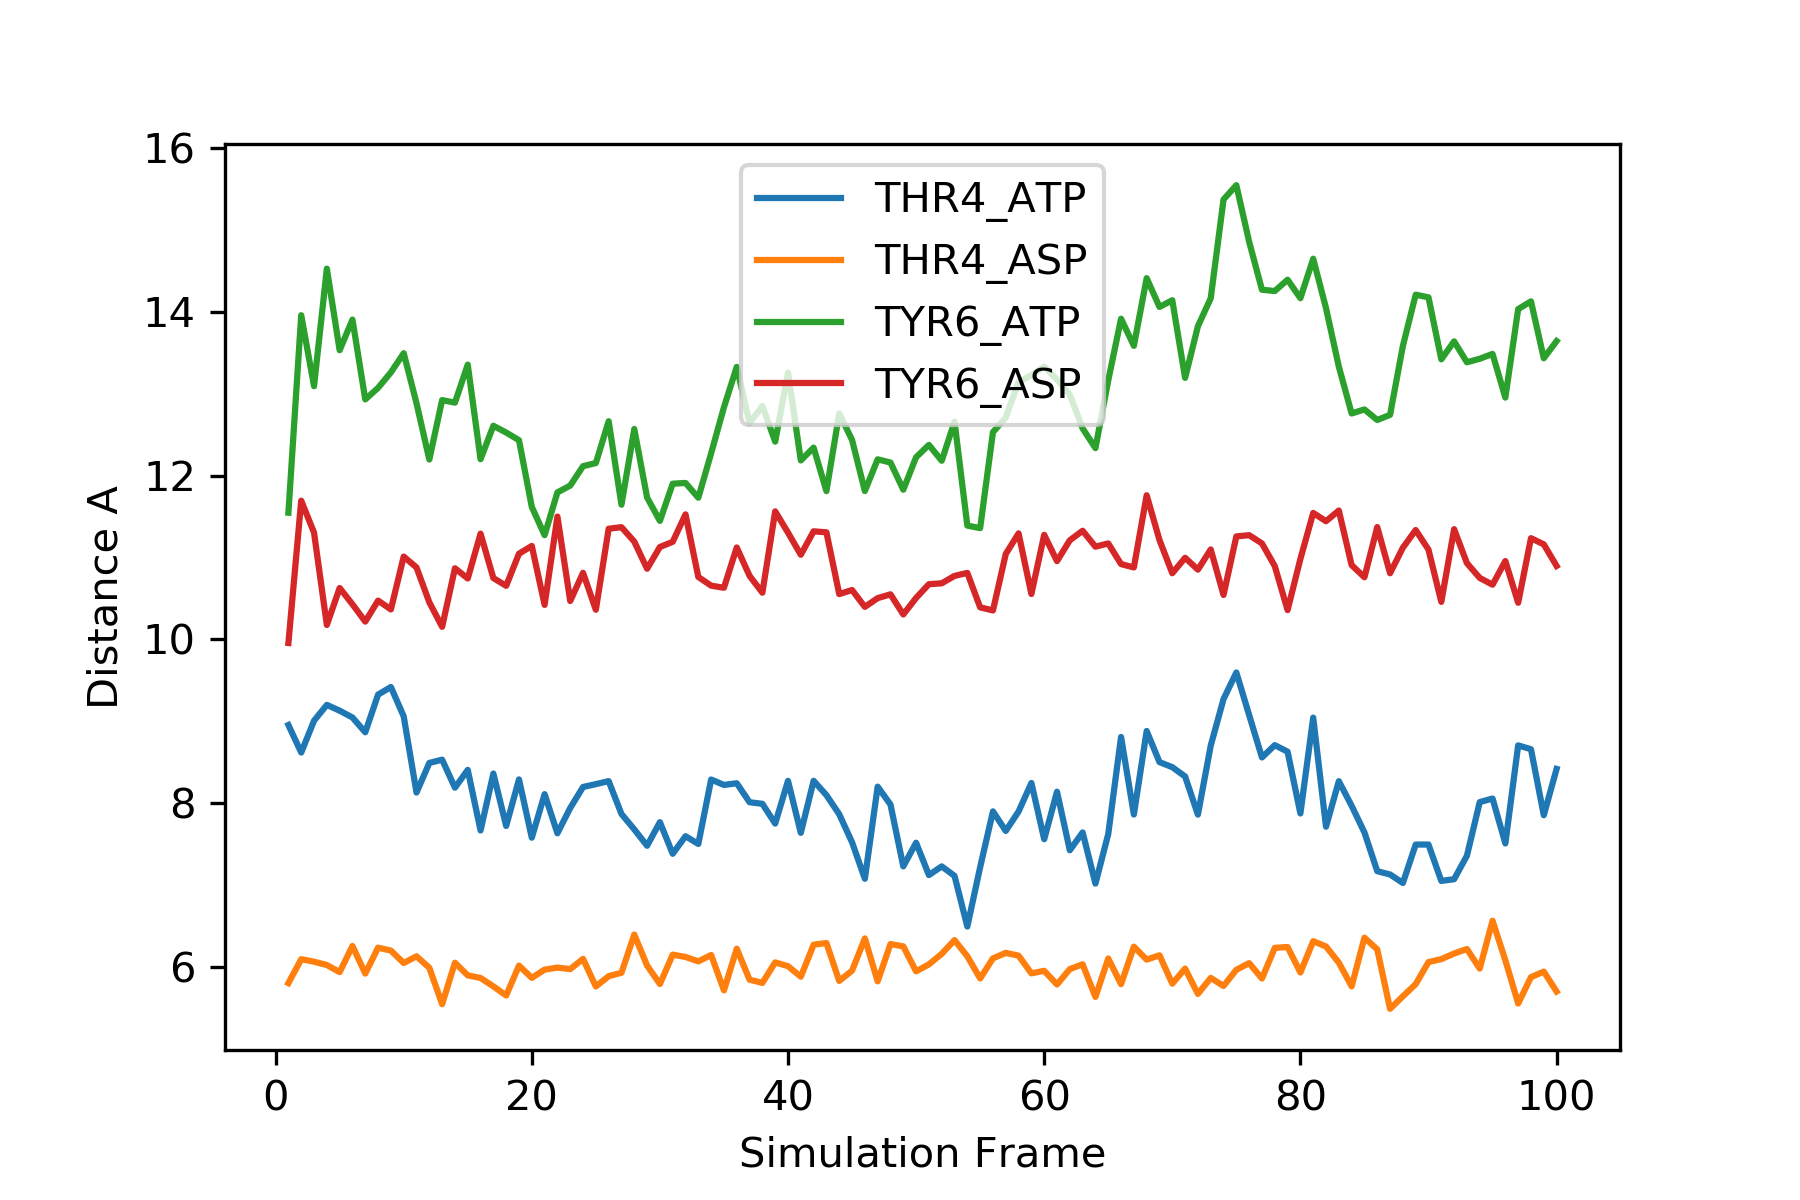 16
14
12
10
8
6
Distance A
THR4_ATP
THR4_ASP
TYR6_ATP
TYR6_ASP
0 20 40 60 80 100
Simulation Frame